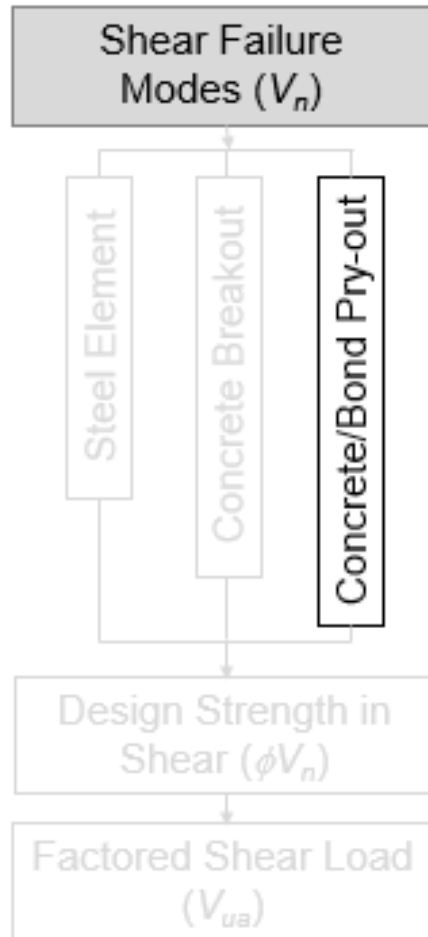 Shear Failure
Modes (Vn)
Steel Element
Concrete Breakout
Concrete/Bond Pry-out
Design Strength in
Shear (ϕVn)
Factored Shear Load
(Vua)